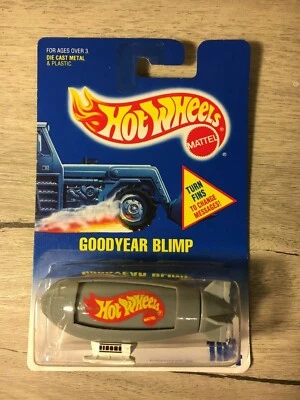 FOR AGES OVER 3
DIE CAST METAL
& PLASTIC
HOT WHEELS
MATTEL
TURN
FINS
TO CHANGE
MESSAGES!
GOODYEAR BLIMP
Hot Wheels